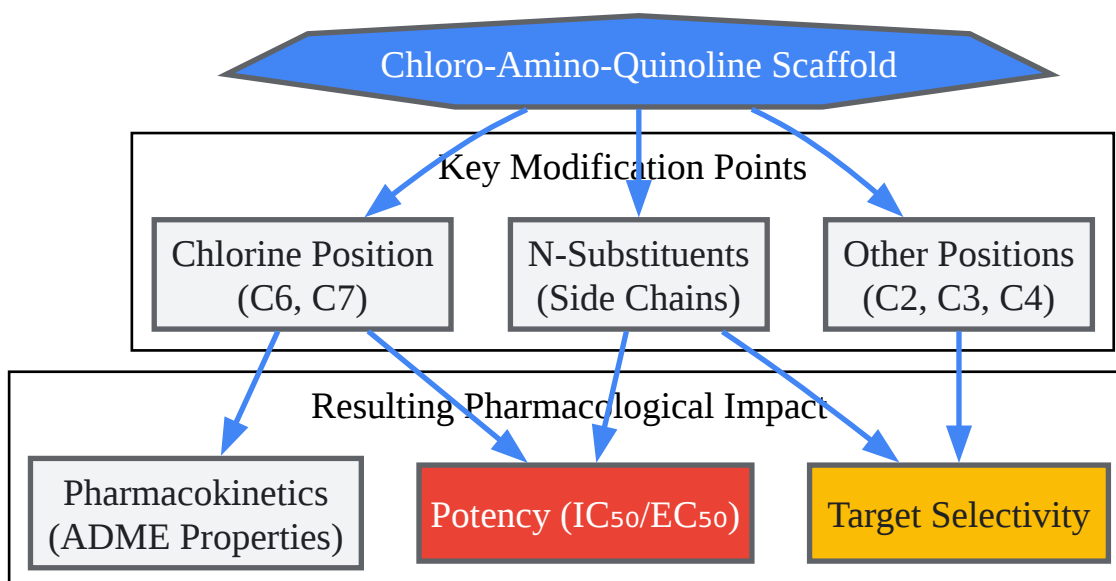 Chloro-Amino-Quinoline Scaffold
Key Modification Points
Chlorine Position
(C6, C7)
N-Substituents
(Side Chains)
Other Positions
(C2, C3, C4)
Resulting Pharmacological Impact
Pharmacokinetics
(ADME Properties)
Potency (IC₅₀/EC₅₀)
Target Selectivity